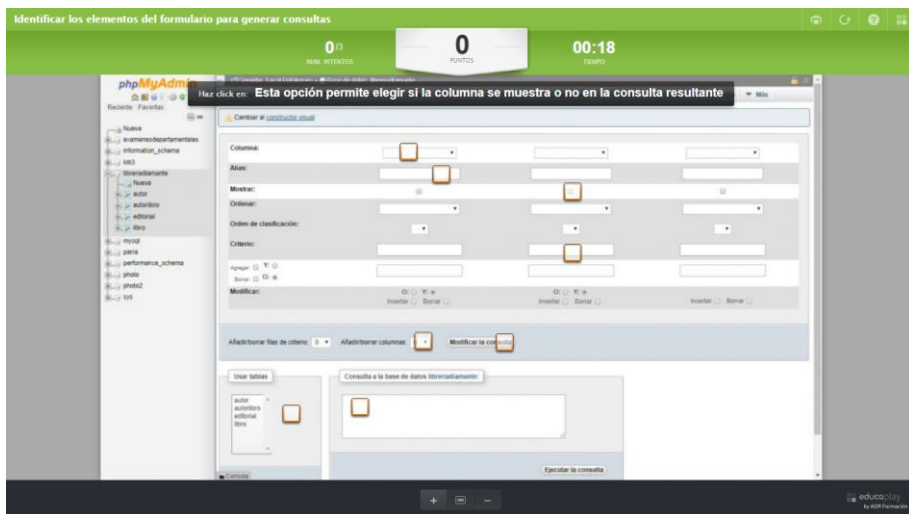 Identificar los elementos del formulario para generar consultas
0/3
NUM. INTENTOS
0
PUNTOS
00:18
TIEMPO
phpMyAdmin
Haz click en: Esta opción permite elegir si la columna se muestra o no en la consulta resultante
Más
Reciente Favoritas
Cambiar al constructor visual
Nueva
examenesdepartamentales
information_schema
lib3
libreriadiamante
Nueva
autor
autorlibro
editorial
libro
mysql
performance_schema
photo
photo2
sys
Columna:
Alias:
Mostrar:
Ordenar:
Orden de clasificación:
Criterio:
Agregar: Y:
Borrar: O:
Modificar:
O: Y:
Insertar Borrar
O: Y:
Insertar Borrar
Insertar Borrar
Añadir/borrar filas de criterio: 0
Añadir/borrar columnas:
Modificar la
Usar tablas
autor
autorlibro
editorial
libro
Consulta a la base de datos libreriadiamante:
Ejecutar la consulta
Consola
educaplay
by ADR Formación